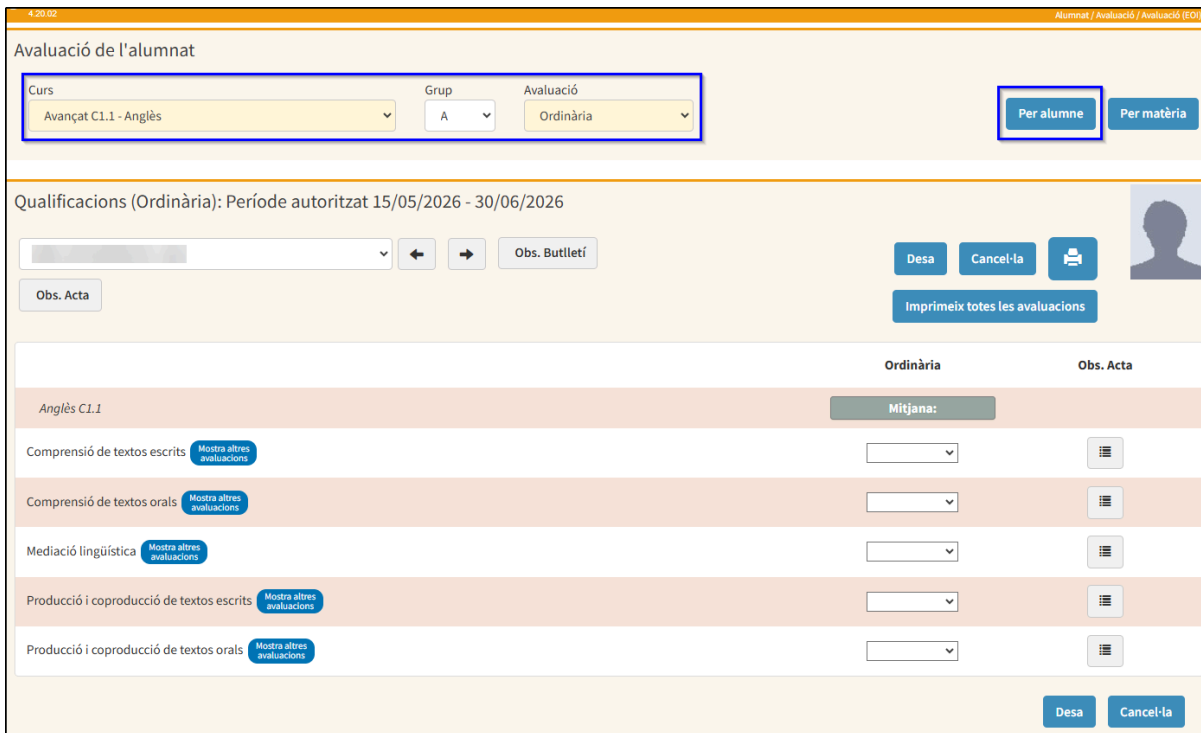 4.20.02
Alumnat / Avaluació / Avaluació (EOI)
Avaluació de l'alumnat
Curs Grup Avaluació
Avançat C1.1 - Anglès A Ordinària Per alumne Per matèria
Qualificacions (Ordinària): Període autoritzat 15/05/2026 - 30/06/2026
Obs. Butlletí Desa Cancel·la
Obs. Acta Imprimeix totes les avaluacions
Ordinària Obs. Acta
Anglès C1.1 Mitjana:
Comprensió de textos escrits Mostra altres avaluacions
Comprensió de textos orals Mostra altres avaluacions
Mediació lingüística Mostra altres avaluacions
Producció i coproducció de textos escrits Mostra altres avaluacions
Producció i coproducció de textos orals Mostra altres avaluacions
Desa Cancel·la